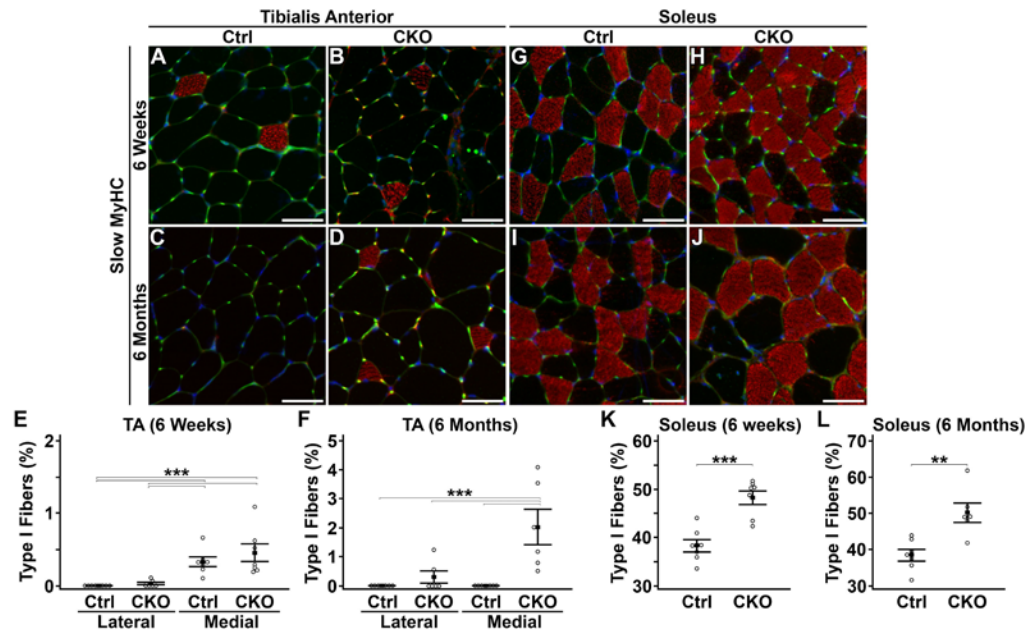 Tibialis Anterior
Soleus
Ctrl
CKO
Ctrl
CKO
A
B
G
H
6 Weeks
Slow MyHC
C
D
I
J
6 Months
E
TA (6 Weeks)
Type I Fibers (%)
2
1
0
***
Ctrl
CKO
Ctrl
CKO
Lateral
Medial
F
TA (6 Months)
Type I Fibers (%)
5
4
3
2
1
0
***
Ctrl
CKO
Ctrl
CKO
Lateral
Medial
K
Soleus (6 weeks)
Type I Fibers (%)
60
50
40
30
***
Ctrl
CKO
L
Soleus (6 Months)
Type I Fibers (%)
70
60
50
40
30
**
Ctrl
CKO